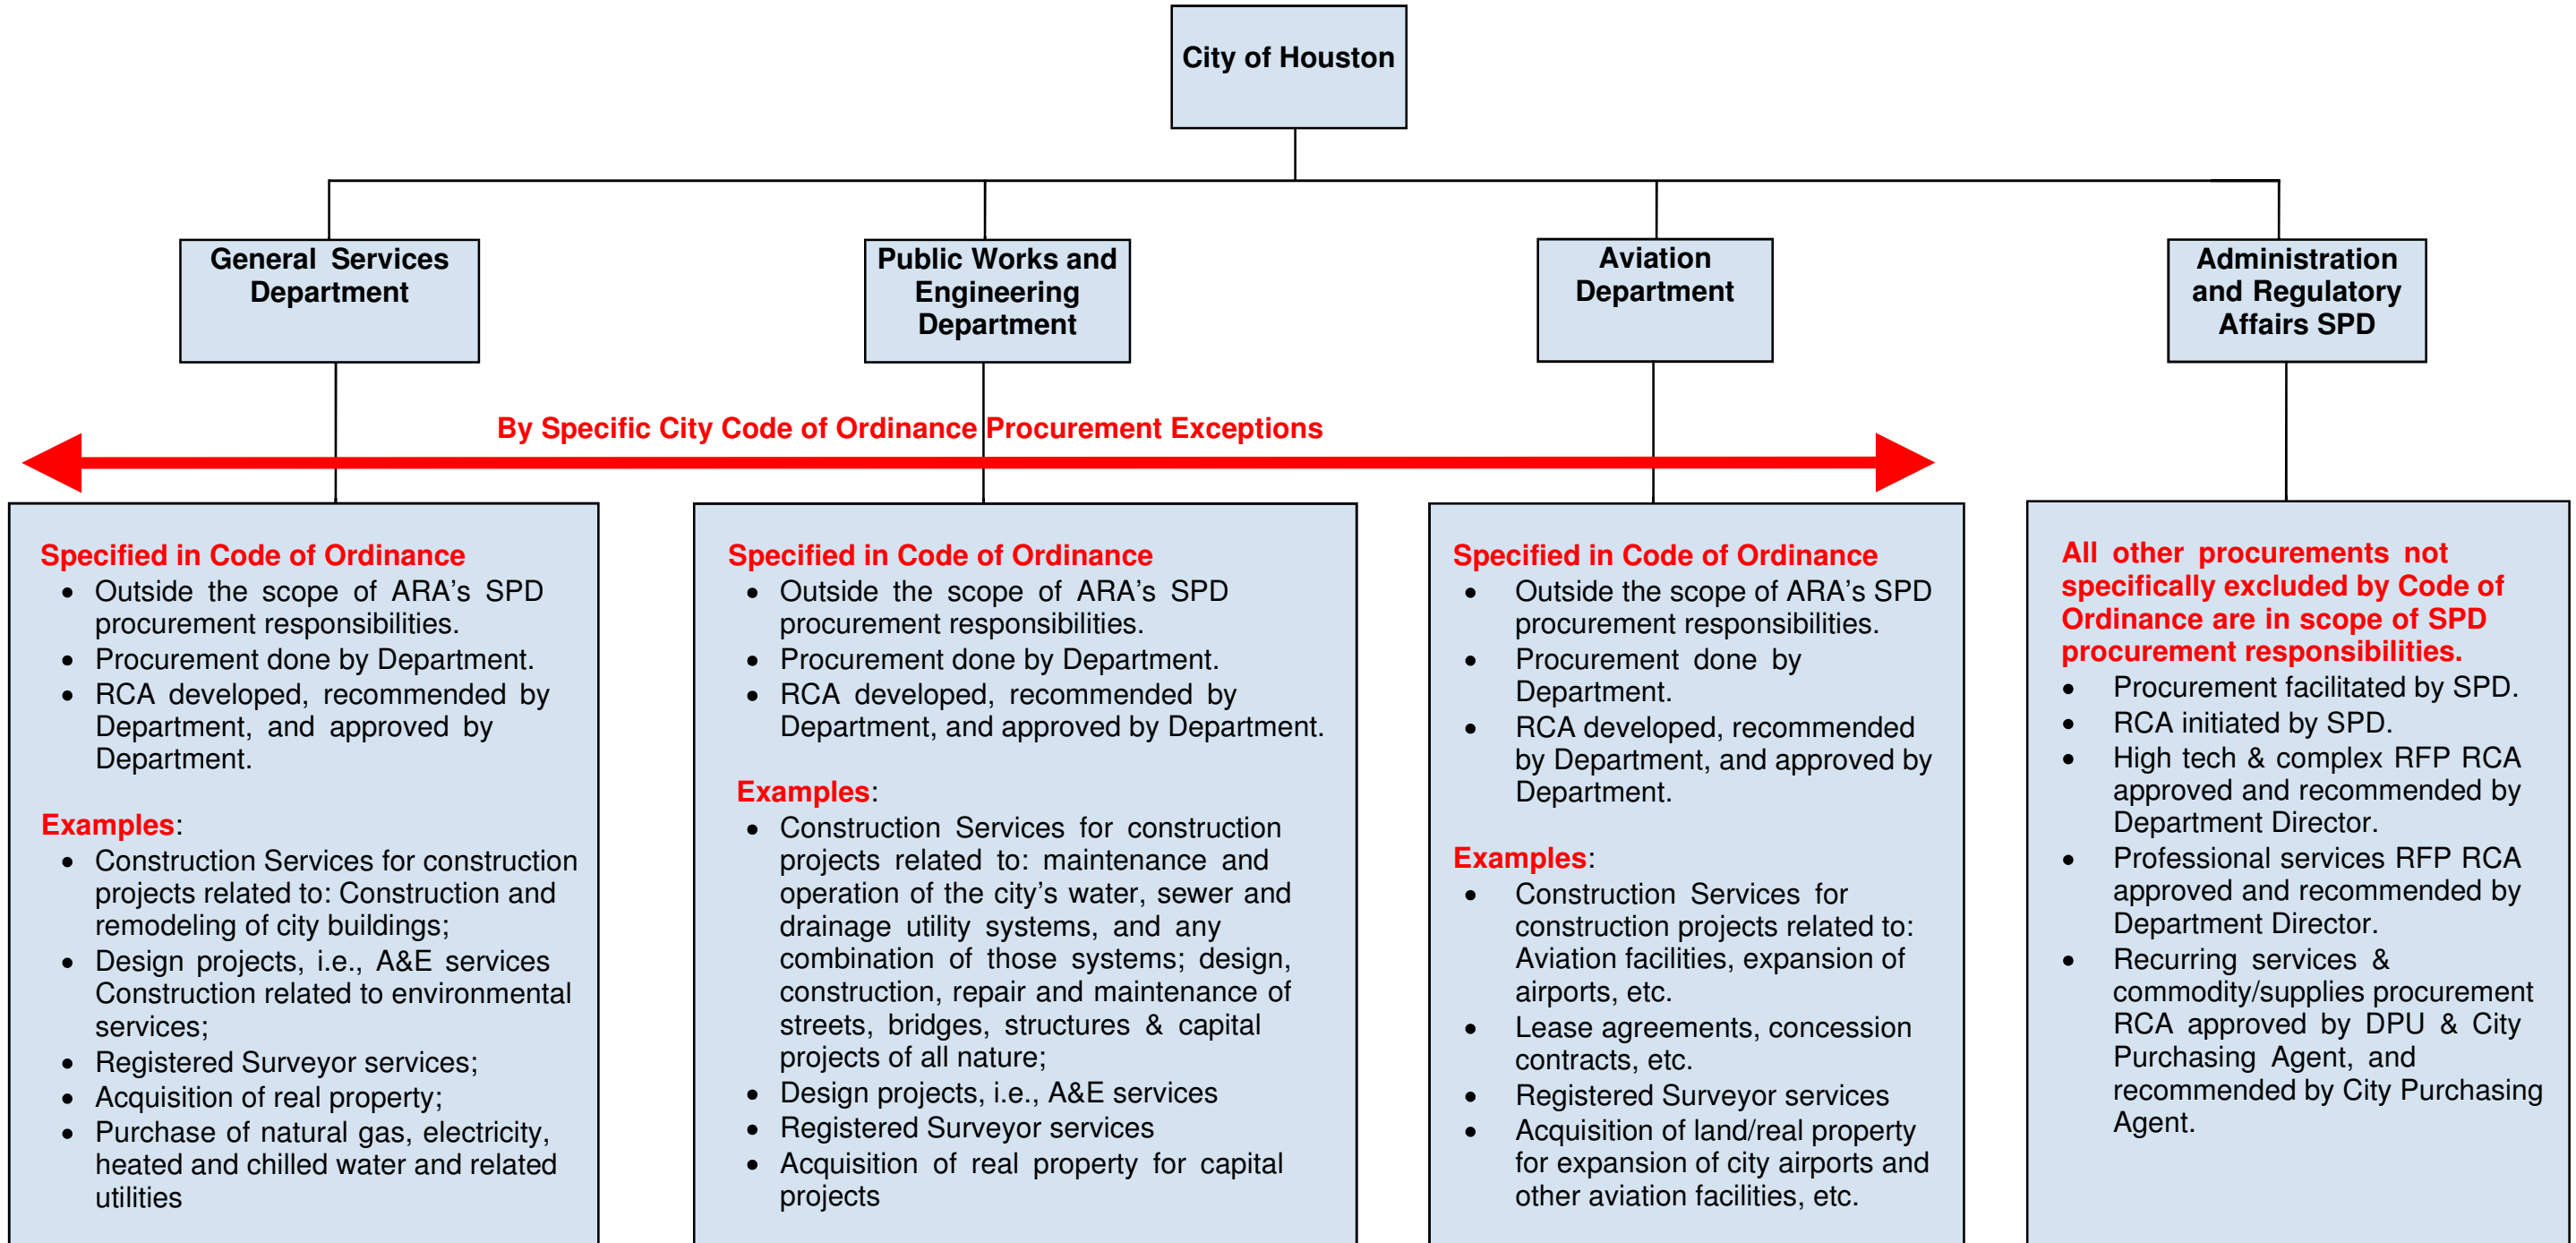 City of Houston
General Services
Department
Public Works and
Engineering
Department
Aviation
Department
Administration
and Regulatory
Affairs SPD
By Specific City Code of Ordinance Procurement Exceptions
Specified in Code of Ordinance
• Outside the scope of ARA’s SPD
procurement responsibilities.
• Procurement done by Department.
• RCA developed, recommended by
Department, and approved by
Department.
Examples:
• Construction Services for construction
projects related to: Construction and
remodeling of city buildings;
• Design projects, i.e., A&E services
Construction related to environmental
services;
• Registered Surveyor services;
• Acquisition of real property;
• Purchase of natural gas, electricity,
heated and chilled water and related
utilities
Specified in Code of Ordinance
• Outside the scope of ARA’s SPD
procurement responsibilities.
• Procurement done by Department.
• RCA developed, recommended by
Department, and approved by Department.
Examples:
• Construction Services for construction
projects related to: maintenance and
operation of the city’s water, sewer and
drainage utility systems, and any
combination of those systems; design,
construction, repair and maintenance of
streets, bridges, structures & capital
projects of all nature;
• Design projects, i.e., A&E services
• Registered Surveyor services
• Acquisition of real property for capital
projects
Specified in Code of Ordinance
• Outside the scope of ARA’s SPD
procurement responsibilities.
• Procurement done by
Department.
• RCA developed, recommended
by Department, and approved by
Department.
Examples:
• Construction Services for
construction projects related to:
Aviation facilities, expansion of
airports, etc.
• Lease agreements, concession
contracts, etc.
• Registered Surveyor services
• Acquisition of land/real property
for expansion of city airports and
other aviation facilities, etc.
All other procurements not
specifically excluded by Code of
Ordinance are in scope of SPD
procurement responsibilities.
• Procurement facilitated by SPD.
• RCA initiated by SPD.
• High tech & complex RFP RCA
approved and recommended by
Department Director.
• Professional services RFP RCA
approved and recommended by
Department Director.
• Recurring services &
commodity/supplies procurement
RCA approved by DPU & City
Purchasing Agent, and
recommended by City Purchasing
Agent.